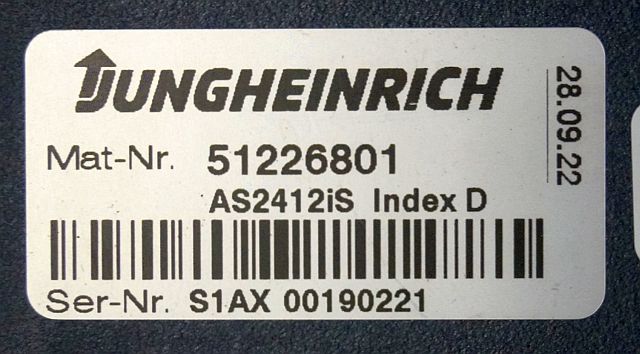 JUNGHEINRICH
Mat-Nr. 51226801
AS2412iS Index D
Ser-Nr. S1AX 00190221
28.09.22